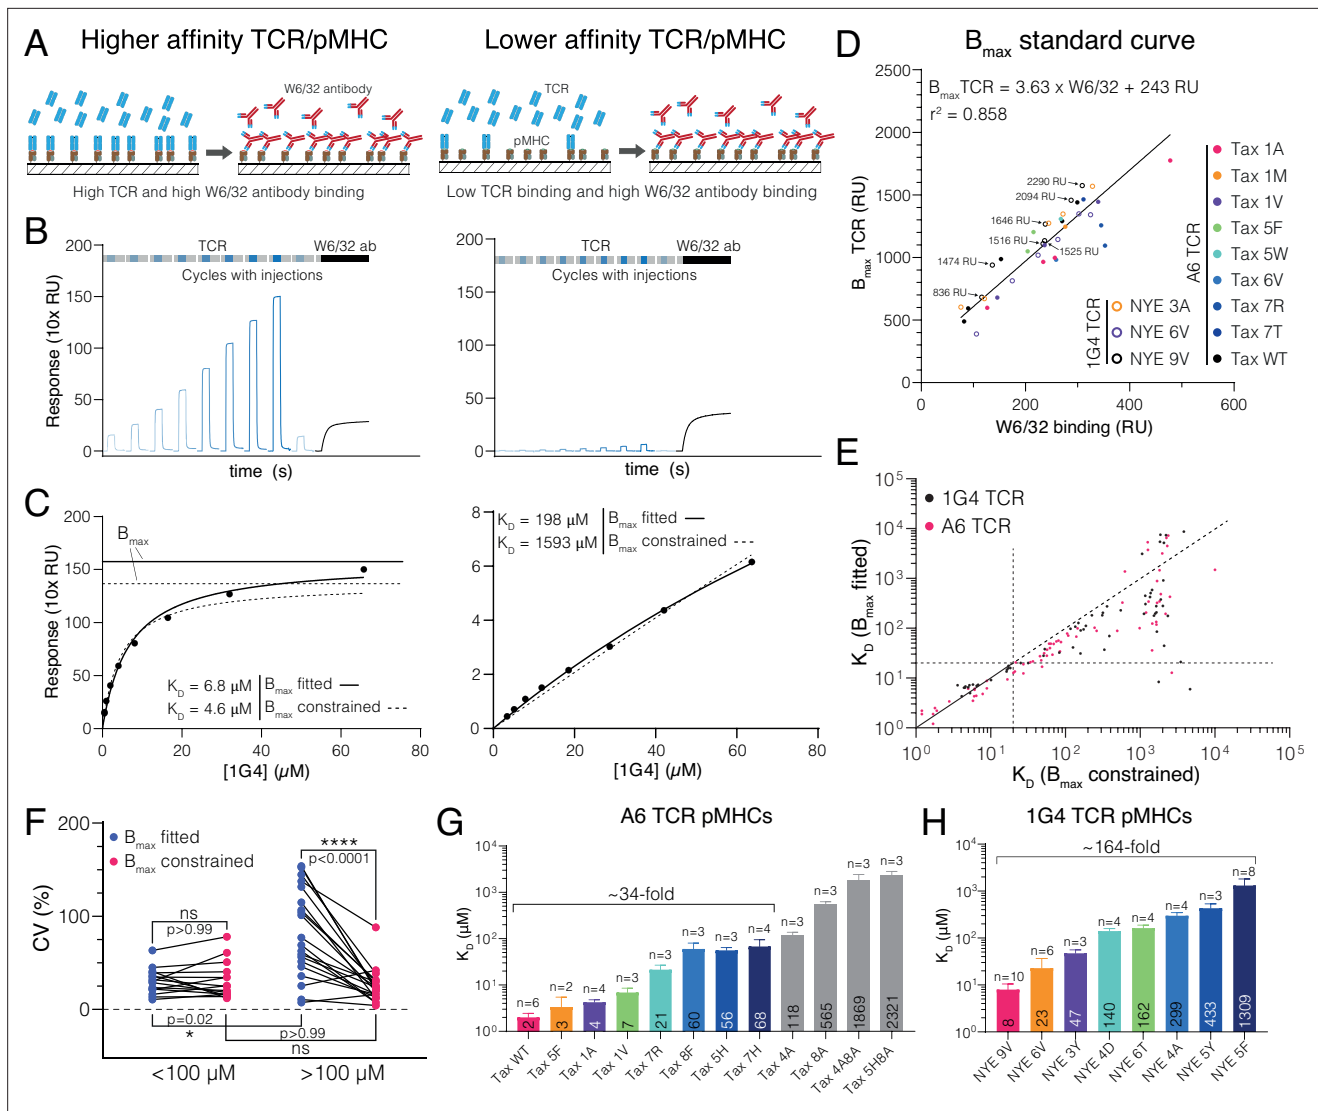 A
Higher affinity TCR/pMHC
Lower affinity TCR/pMHC
W6/32 antibody
TCR
pMHC
High TCR and high W6/32 antibody binding
Low TCR binding and high W6/32 antibody binding
B
Response (10x RU)
200
150
100
50
0
TCR
W6/32 ab
Cycles with injections
time (s)
200
150
100
50
0
TCR
W6/32 ab
Cycles with injections
time (s)
C
Response (10x RU)
200
150
100
50
0
Bmax
KD = 6.8 µM
Bmax fitted
KD = 4.6 µM
Bmax constrained
0 20 40 60 80
[1G4] (µM)
8
6
4
2
0
KD = 198 µM
Bmax fitted
KD = 1593 µM
Bmax constrained
0 20 40 60 80
[1G4] (µM)
D
Bmax standard curve
Bmax TCR (RU)
2500
2000
1500
1000
500
0
BmaxTCR = 3.63 x W6/32 + 243 RU
r² = 0.858
2290 RU
2094 RU
1646 RU
1516 RU
1525 RU
1474 RU
836 RU
1G4 TCR
NYE 3A
NYE 6V
NYE 9V
A6 TCR
Tax 1A
Tax 1M
Tax 1V
Tax 5F
Tax 5W
Tax 6V
Tax 7R
Tax 7T
Tax WT
0 200 400 600
W6/32 binding (RU)
E
KD (Bmax fitted)
10⁵
10⁴
10³
10²
10¹
10⁰
1G4 TCR
A6 TCR
10⁰ 10¹ 10² 10³ 10⁴ 10⁵
KD (Bmax constrained)
F
CV (%)
200
100
0
Bmax fitted
Bmax constrained
ns
p>0.99
****
p<0.0001
p=0.02
*
p>0.99
ns
<100 µM
>100 µM
G
A6 TCR pMHCs
KD (µM)
10⁴
10³
10²
10¹
10⁰
~34-fold
n=6
n=2
n=4
n=3
n=3
n=3
n=3
n=4
n=3
n=3
n=3
n=3
2
3
4
7
21
60
56
68
118
565
1869
2321
Tax WT
Tax 5F
Tax 1A
Tax 1V
Tax 7R
Tax 8F
Tax 5H
Tax 7H
Tax 4A
Tax 8A
Tax 4A8A
Tax 5H8A
H
1G4 TCR pMHCs
KD (µM)
10⁴
10³
10²
10¹
10⁰
~164-fold
n=10
n=6
n=3
n=4
n=4
n=4
n=3
n=8
8
23
47
140
162
299
433
1309
NYE 9V
NYE 6V
NYE 3Y
NYE 4D
NYE 6T
NYE 4A
NYE 5Y
NYE 5F